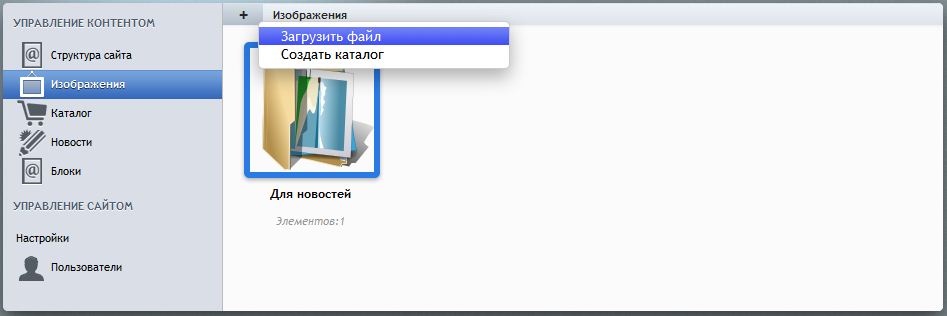 УПРАВЛЕНИЕ КОНТЕНТОМ
Структура сайта
Изображения
Каталог
Новости
Блоки
УПРАВЛЕНИЕ САЙТОМ
Настройки
Пользователи
+ Изображения
Загрузить файл
Создать каталог
Для новостей
Элементов:1